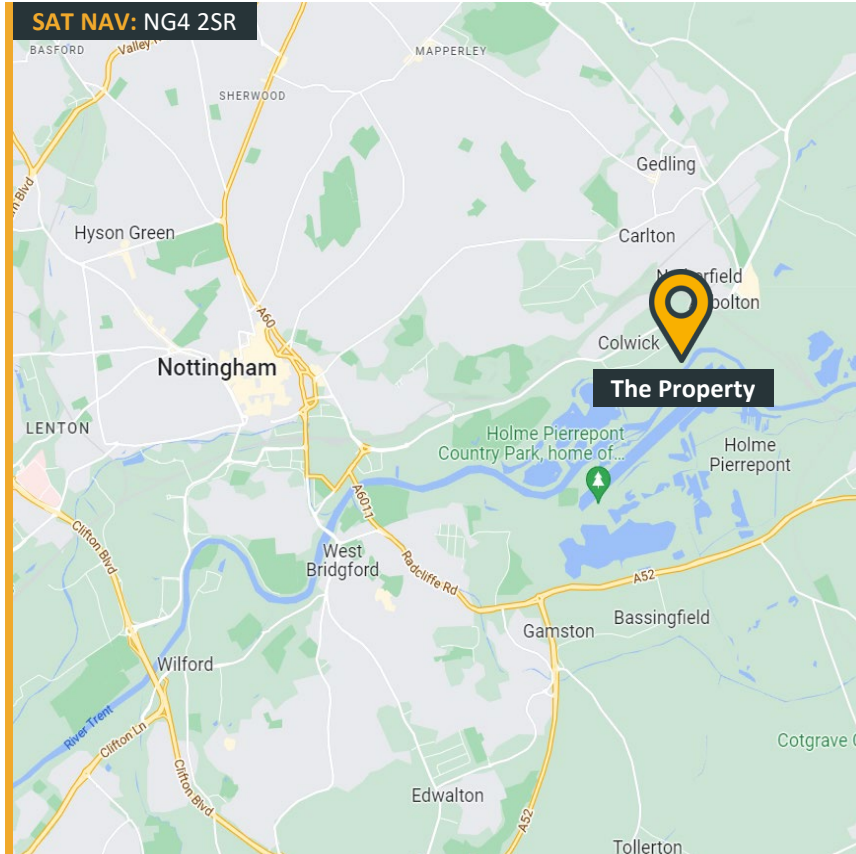 SAT NAV: NG4 2SR
BASFORD
MAPPERLEY
SHERWOOD
Gedling
Hyson Green
Carlton
A60
Colwick
Nottingham
The Property
LENTON
Holme Pierrepont
Country Park, home of...
Holme
Pierrepont
A6011
Clifton Blvd
West
Bridgford
Radcliffe Rd
A52
Bassingfield
Gamston
Wilford
River Trent
Clifton Ln
A52
Cotgrave
Clifton Blvd
Edwalton
Tollerton